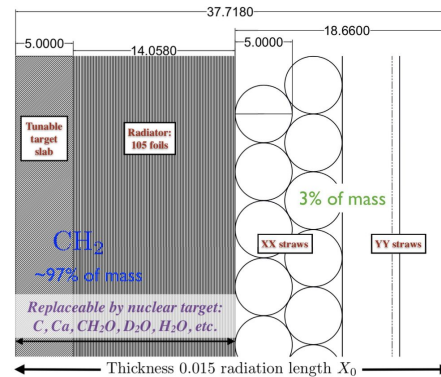 37.7180
18.6600
5.0000
5.0000
14.0580
Tunable
target
slab
Radiator:
105 foils
3% of mass
CH₂
XX straws
YY straws
~97% of mass
Replaceable by nuclear target:
C, Ca, CH2O, D2O, H2O, etc.
Thickness 0.015 radiation length X₀